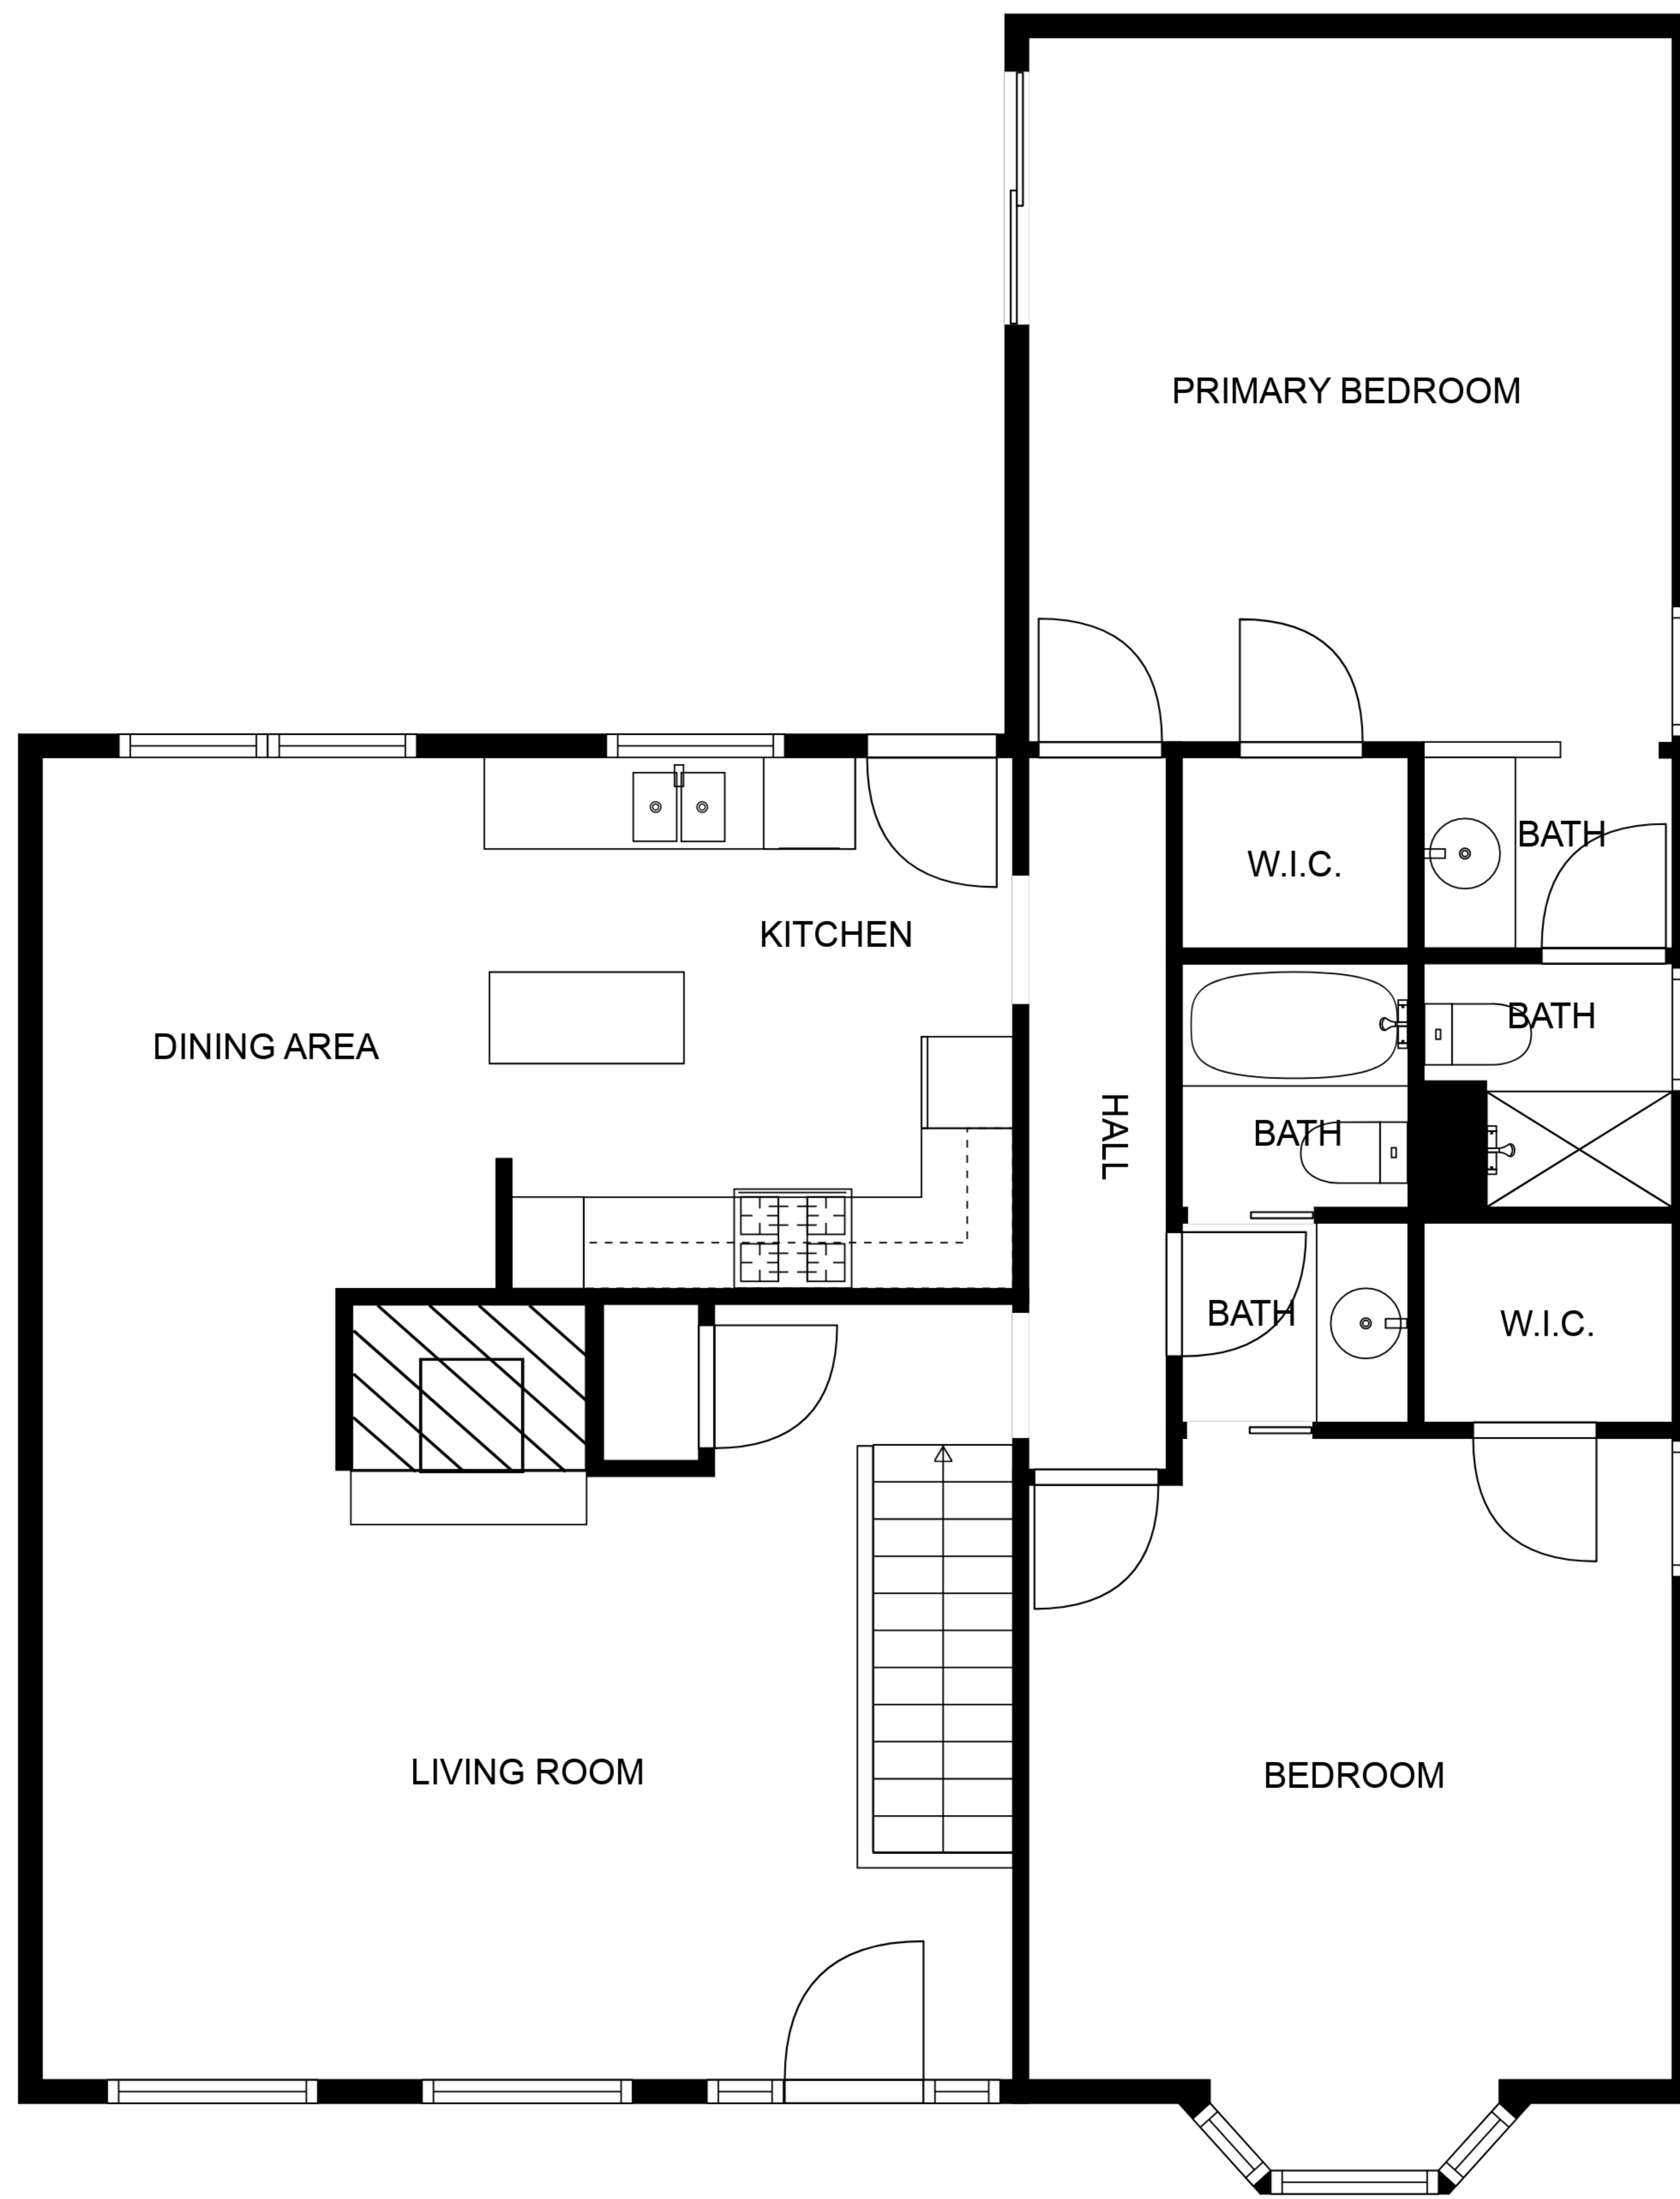 PRIMARY BEDROOM
BATH
W.I.C.
KITCHEN
BATH
DINING AREA
HALL
BATH
BATH
W.I.C.
LIVING ROOM
BEDROOM